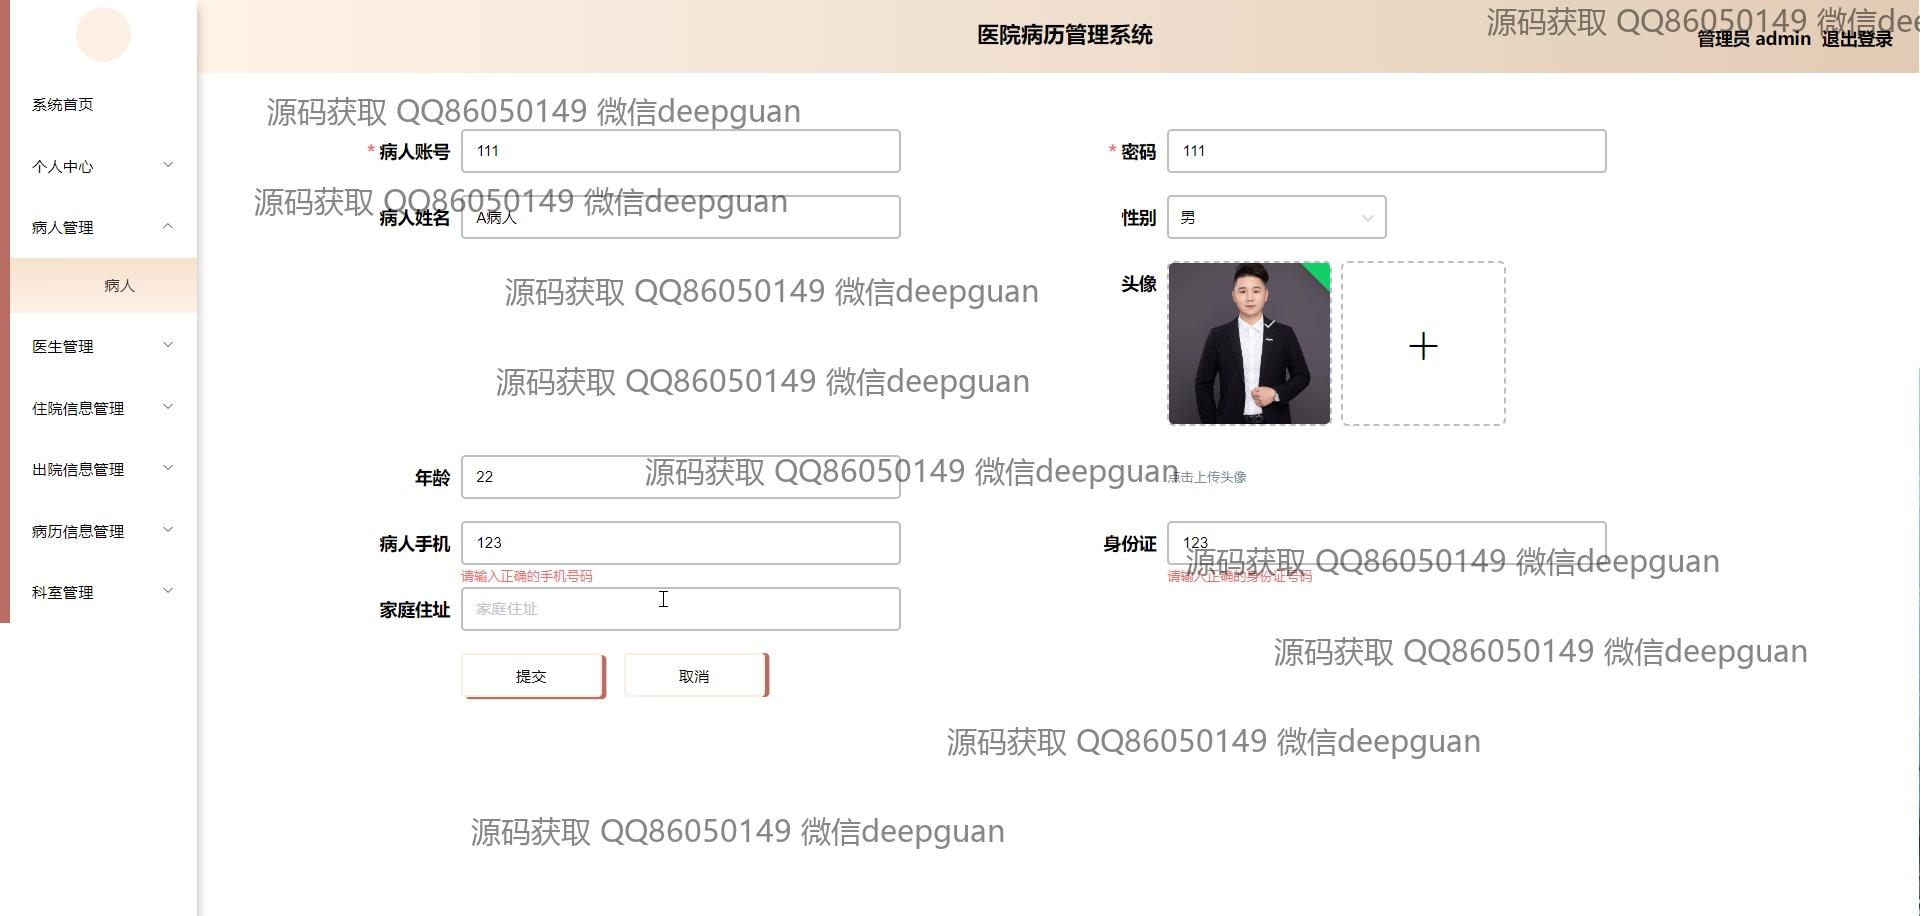 医院病历管理系统
源码获取 QQ86050149 微信dee
管理员 admin 退出登录
系统首页
个人中心
病人管理
病人
医生管理
住院信息管理
出院信息管理
病历信息管理
科室管理
源码获取 QQ86050149 微信deepguan
* 病人账号 111
* 密码 111
源码获取 QQ86050149 微信deepguan
病人姓名 A病人
性别 男
头像
源码获取 QQ86050149 微信deepguan
源码获取 QQ86050149 微信deepguan
年龄 22
源码获取 QQ86050149 微信deepguan
点击上传头像
病人手机 123
请输入正确的手机号码
身份证 123
源码获取 QQ86050149 微信deepguan
请输入正确的身份证号码
家庭住址 家庭住址
源码获取 QQ86050149 微信deepguan
提交 取消
源码获取 QQ86050149 微信deepguan
源码获取 QQ86050149 微信deepguan